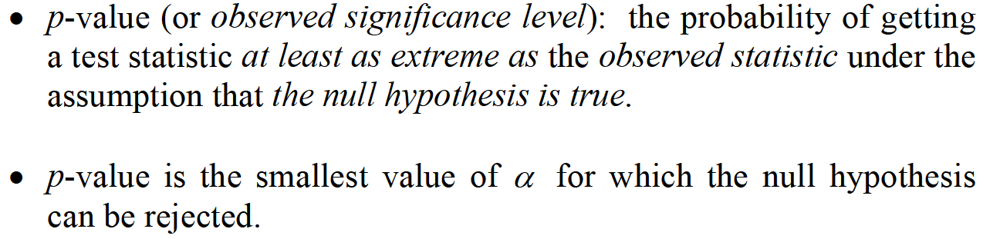 • p-value (or observed significance level): the probability of getting
a test statistic at least as extreme as the observed statistic under the
assumption that the null hypothesis is true.
• p-value is the smallest value of α for which the null hypothesis
can be rejected.